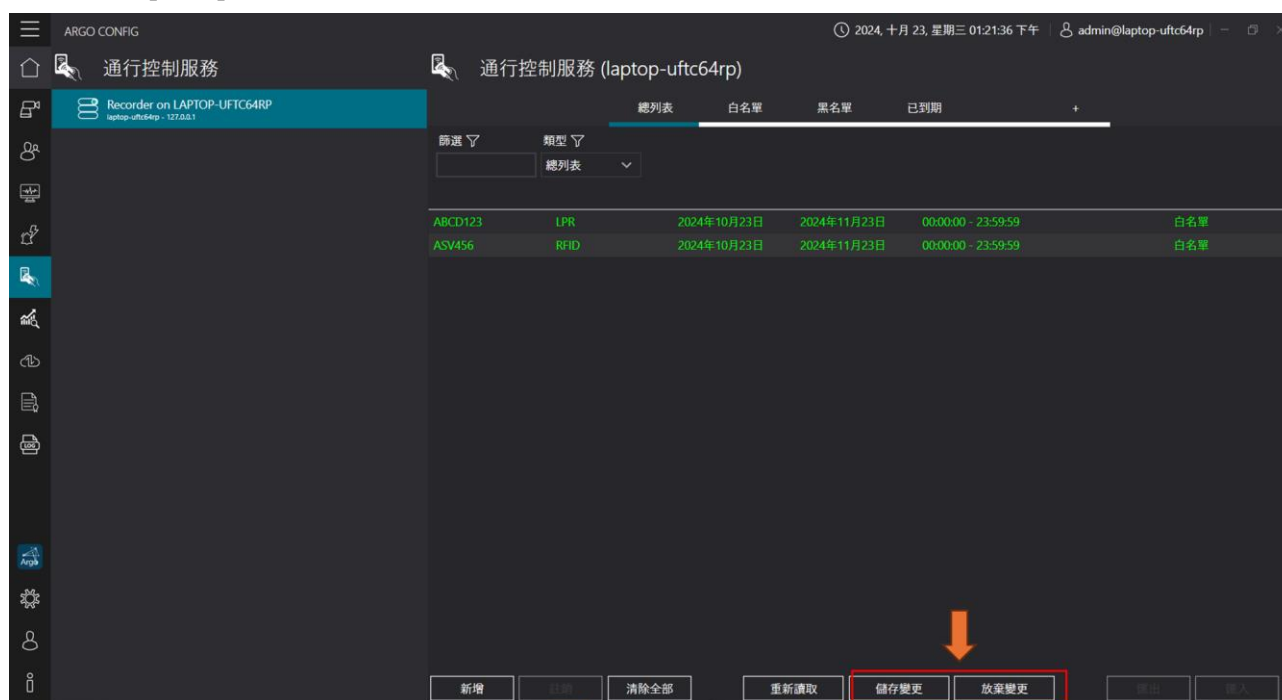 ARGO CONFIG
2024, 十月 23, 星期三 01:21:36 下午
admin@laptop-uftc64rp
通行控制服務
通行控制服務 (laptop-uftc64rp)
Recorder on LAPTOP-UFTC64RP
laptop-uftc64rp - 127.0.0.1
總列表 白名單 黑名單 已到期 +
篩選 類型
總列表
ABCD123 LPR 2024年10月23日 2024年11月23日 00:00:00 - 23:59:59 白名單
ASV456 RFID 2024年10月23日 2024年11月23日 00:00:00 - 23:59:59 白名單
LOG
Argo
新增 註銷 清除全部 重新讀取 儲存變更 放棄變更 匯出 匯入